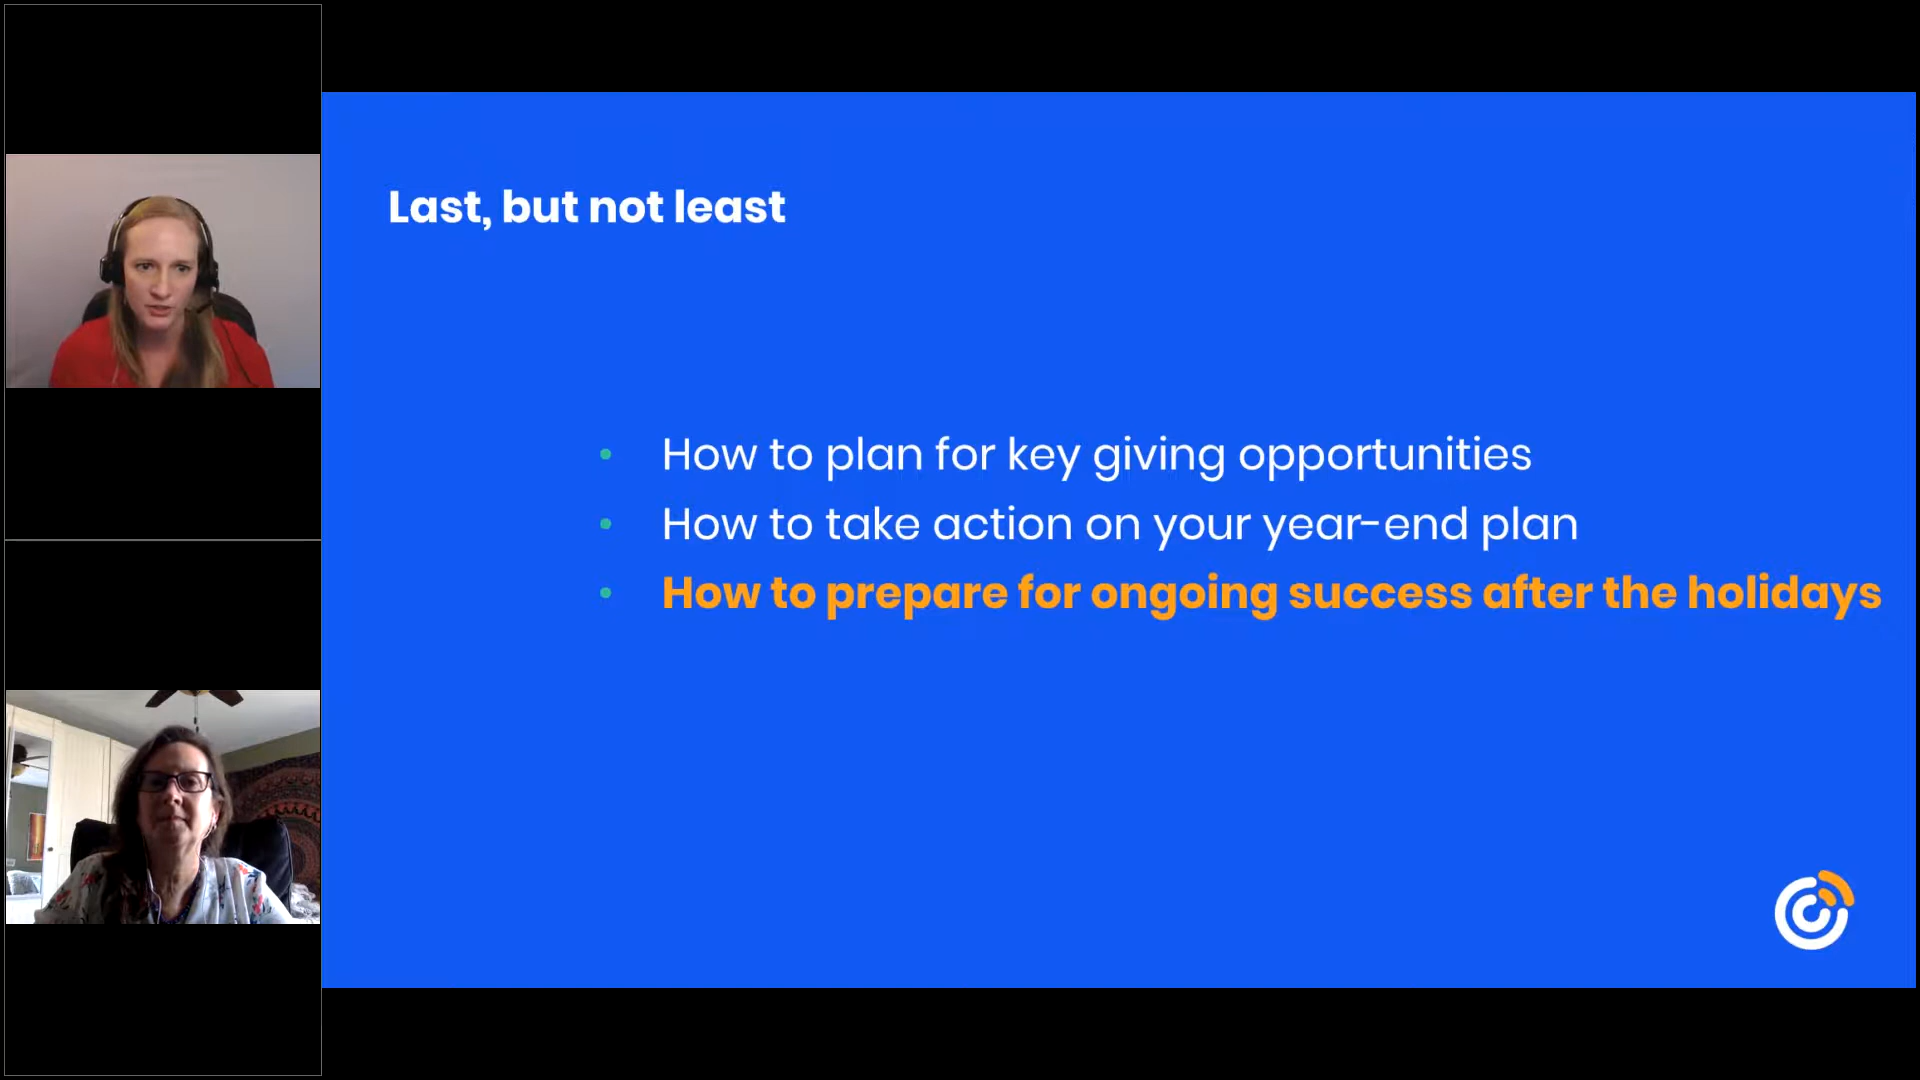 Last, but not least
• How to plan for key giving opportunities
• How to take action on your year-end plan
• How to prepare for ongoing success after the holidays